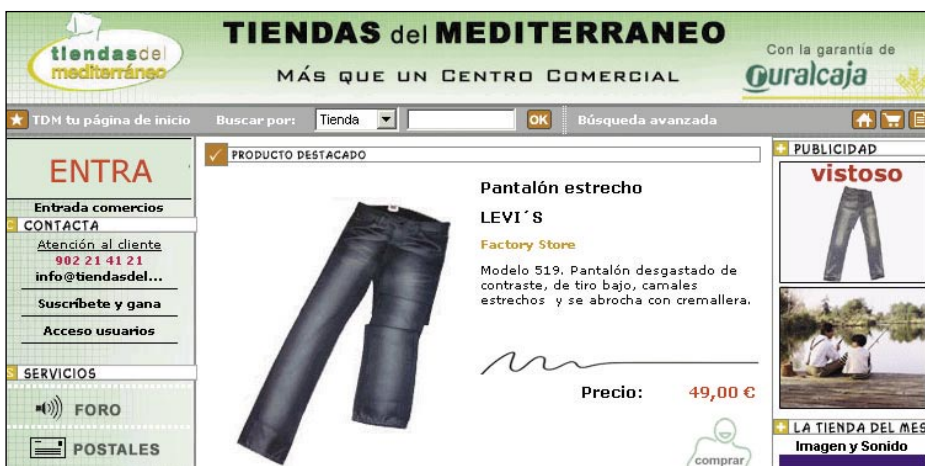 tiendasdel
mediterráneo
TIENDAS del MEDITERRANEO
MÁS QUE UN CENTRO COMERCIAL
Con la garantía de
ruralcaja
TDM tu página de inicio
Buscar por:
Tienda
OK
Búsqueda avanzada
ENTRA
Entrada comercios
CONTACTA
Atención al cliente
902 21 41 21
info@tiendasdel...
Suscríbete y gana
Acceso usuarios
SERVICIOS
FORO
POSTALES
PRODUCTO DESTACADO
Pantalón estrecho
LEVI´S
Factory Store
Modelo 519. Pantalón desgastado de
contraste, de tiro bajo, camales
estrechos y se abrocha con cremallera.
Precio: 49,00 €
comprar
PUBLICIDAD
vistoso
LA TIENDA DEL MES
Imagen y Sonido